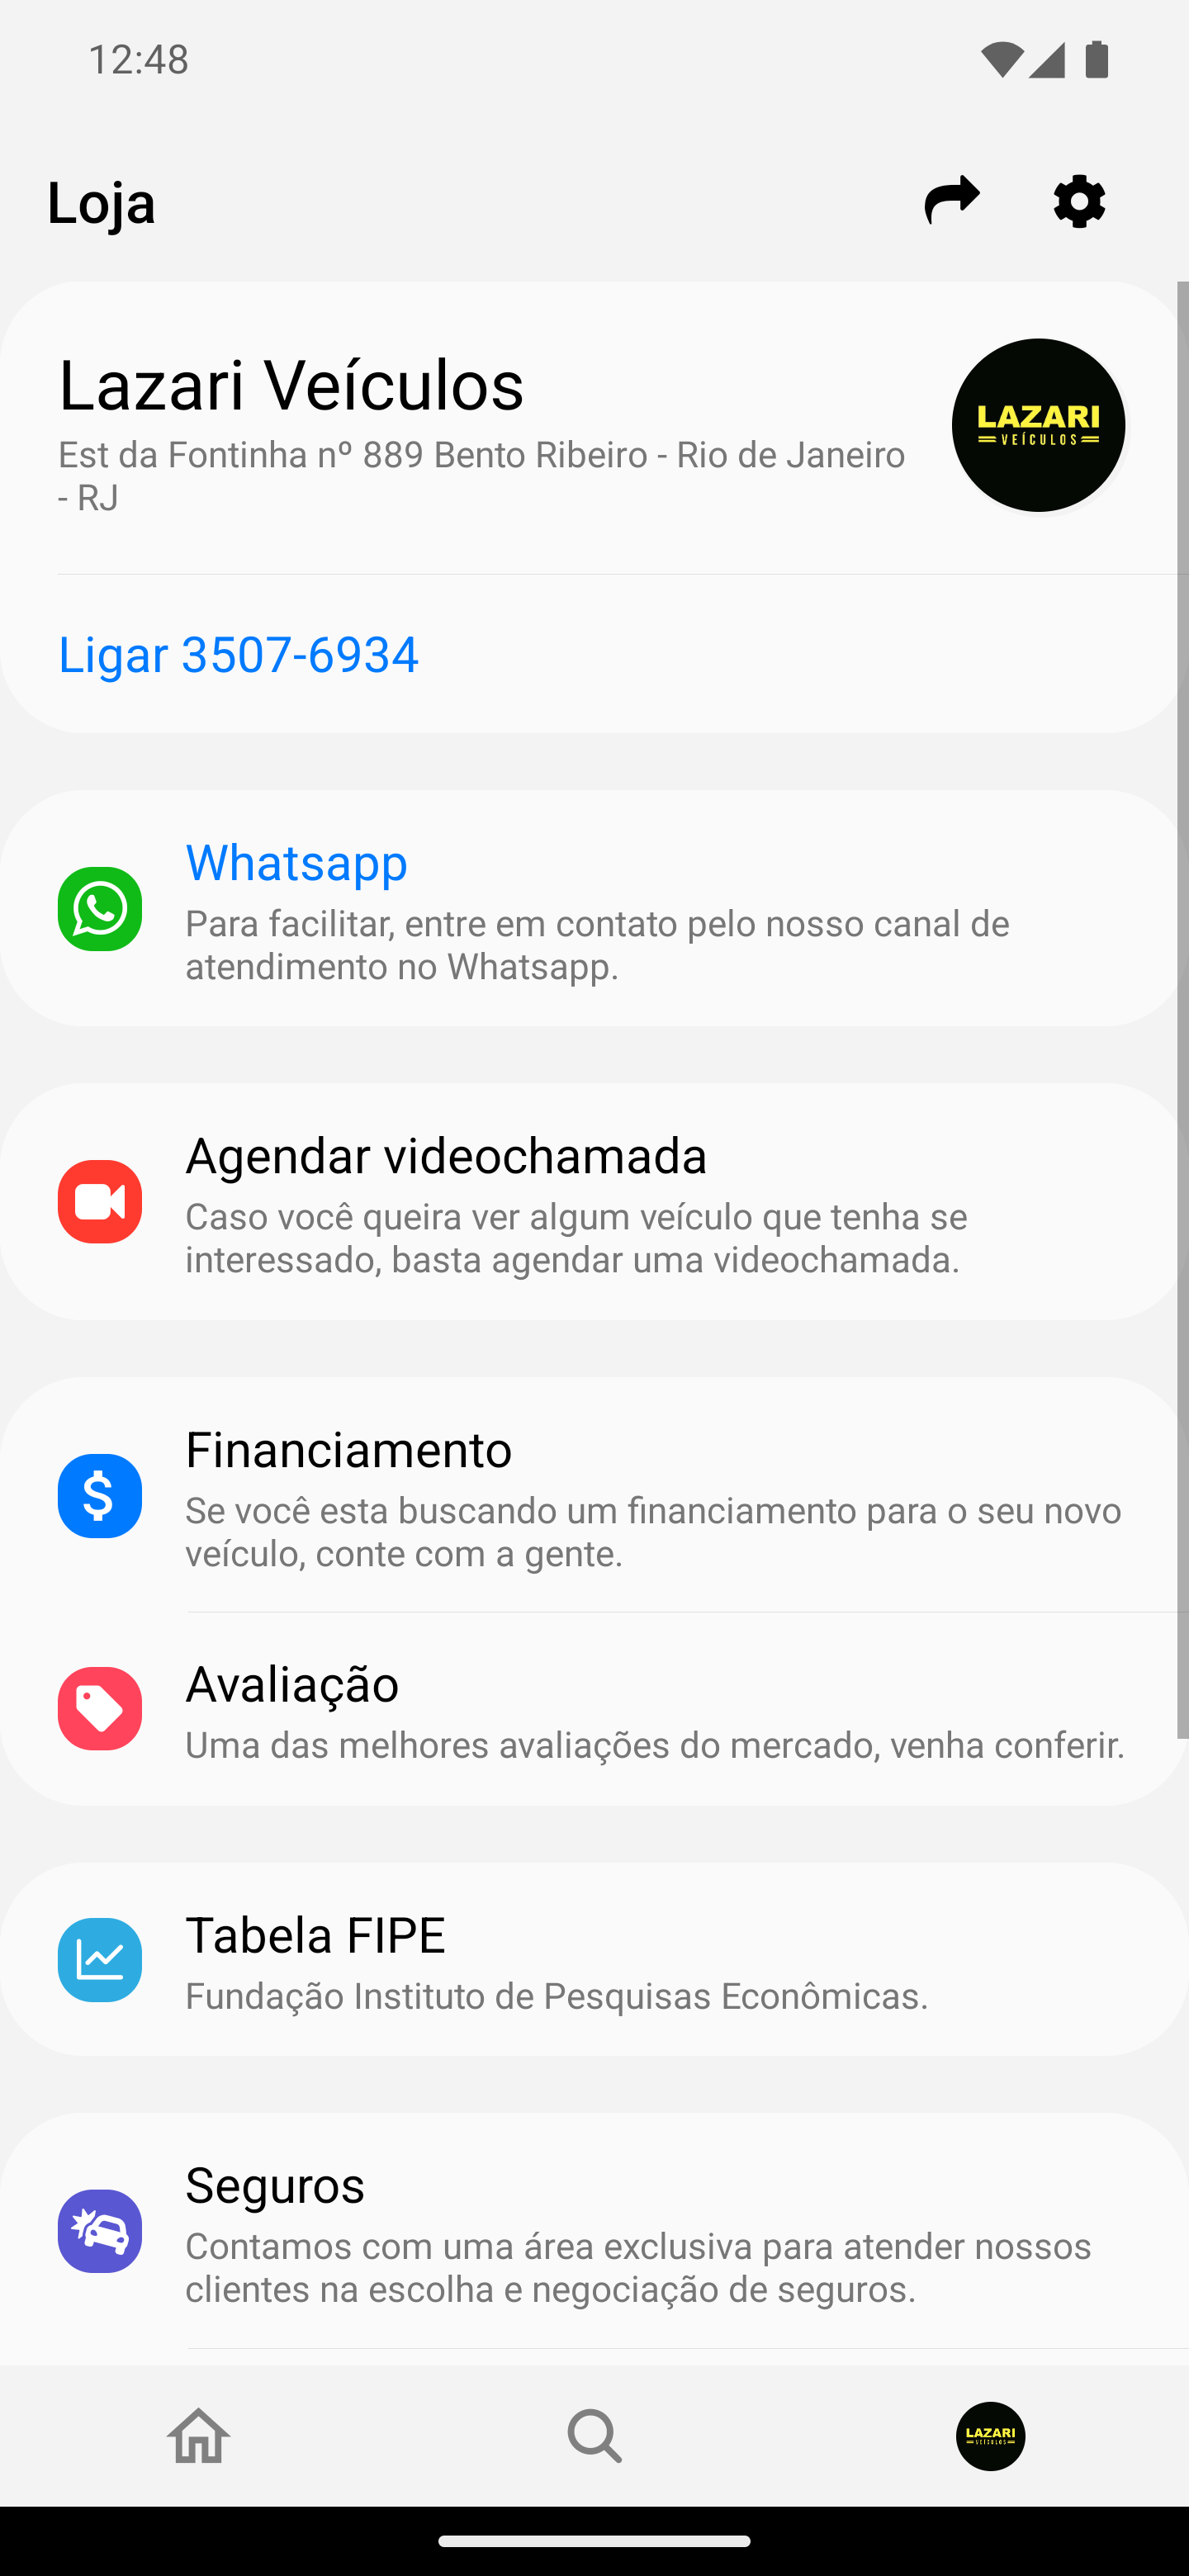 12:48
Loja
Lazari Veículos
Est da Fontinha nº 889 Bento Ribeiro - Rio de Janeiro
- RJ
LAZARI
VEÍCULOS
Ligar 3507-6934
Whatsapp
Para facilitar, entre em contato pelo nosso canal de
atendimento no Whatsapp.
Agendar videochamada
Caso você queira ver algum veículo que tenha se
interessado, basta agendar uma videochamada.
Financiamento
Se você esta buscando um financiamento para o seu novo
veículo, conte com a gente.
Avaliação
Uma das melhores avaliações do mercado, venha conferir.
Tabela FIPE
Fundação Instituto de Pesquisas Econômicas.
Seguros
Contamos com uma área exclusiva para atender nossos
clientes na escolha e negociação de seguros.
LAZARI
VEÍCULOS